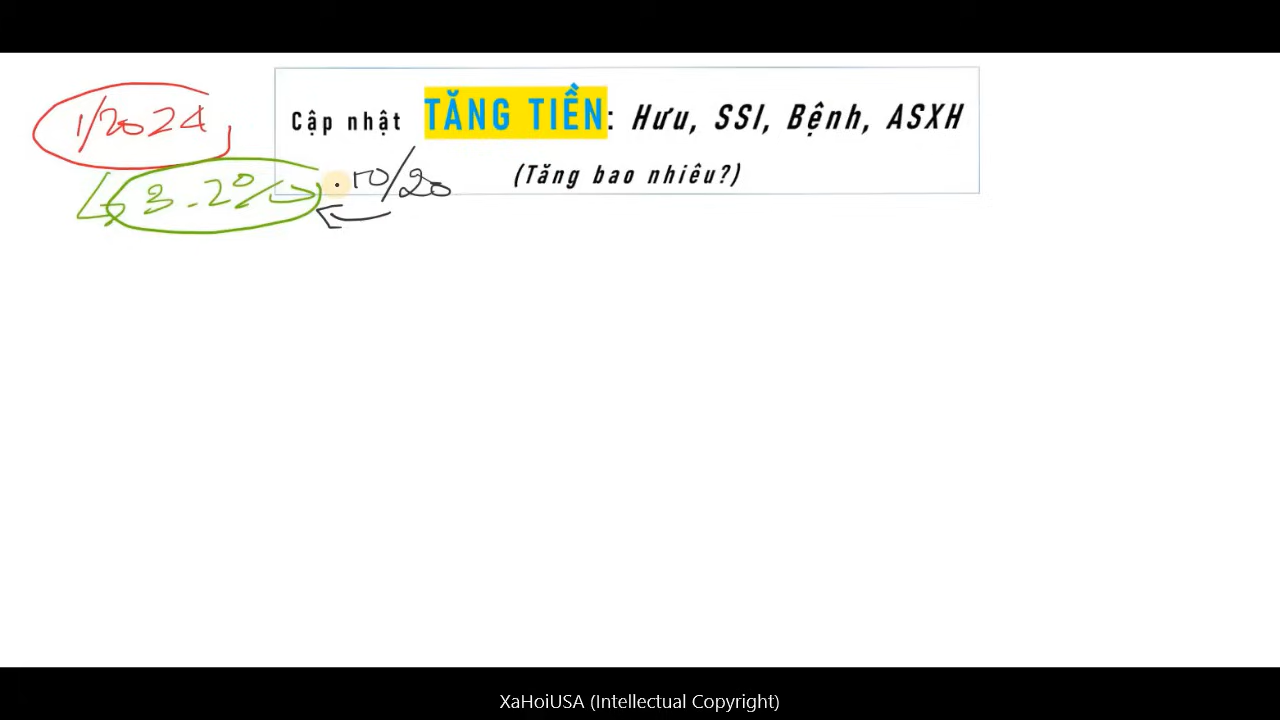 1/2024
Cập nhật TĂNG TIỀN: Hưu, SSI, Bệnh, ASXH
3.2%
10/20
(Tăng bao nhiêu?)
XaHoiUSA (Intellectual Copyright)